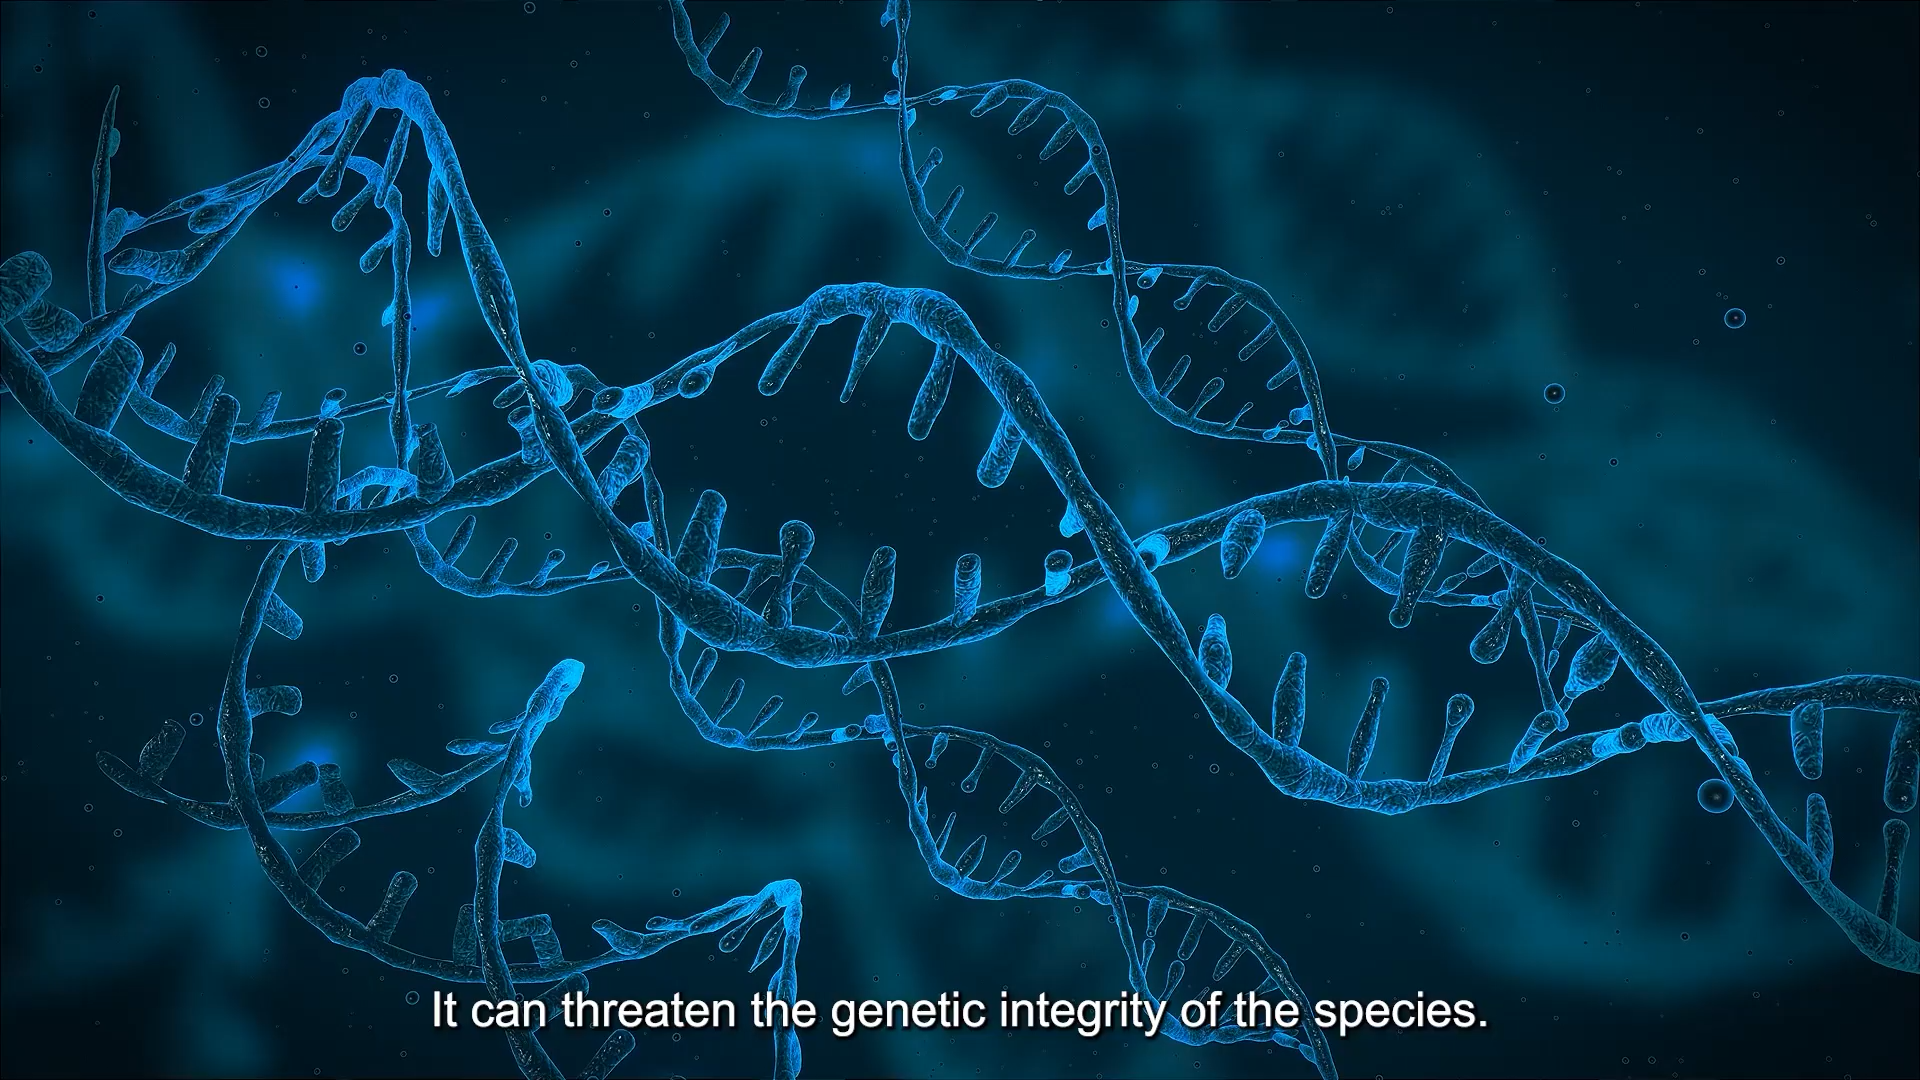 It can threaten the genetic integrity of the species.